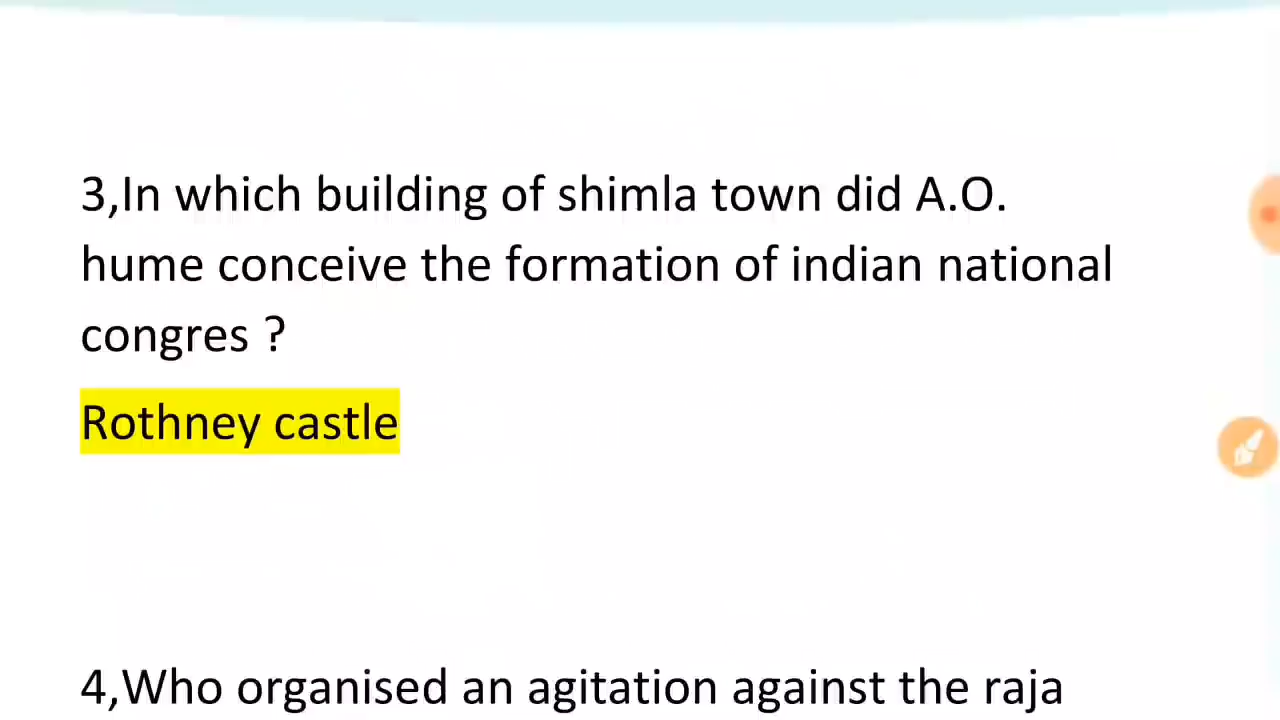 3,In which building of shimla town did A.O.
hume conceive the formation of indian national
congres ?
Rothney castle
4,Who organised an agitation against the raja